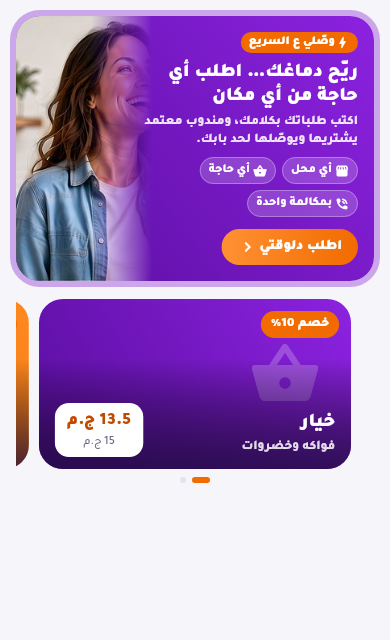 وصّلي ع السريع
ريّح دماغك... اطلب أي
حاجة من أي مكان
اكتب طلباتك بكلامك، ومندوب معتمد
يشتريها ويوصّلها لحد بابك.
أي محل
أي حاجة
بمكالمة واحدة
اطلب دلوقتي
خصم 10%
خيار
فواكه وخضروات
13.5 ج.م
15 ج.م